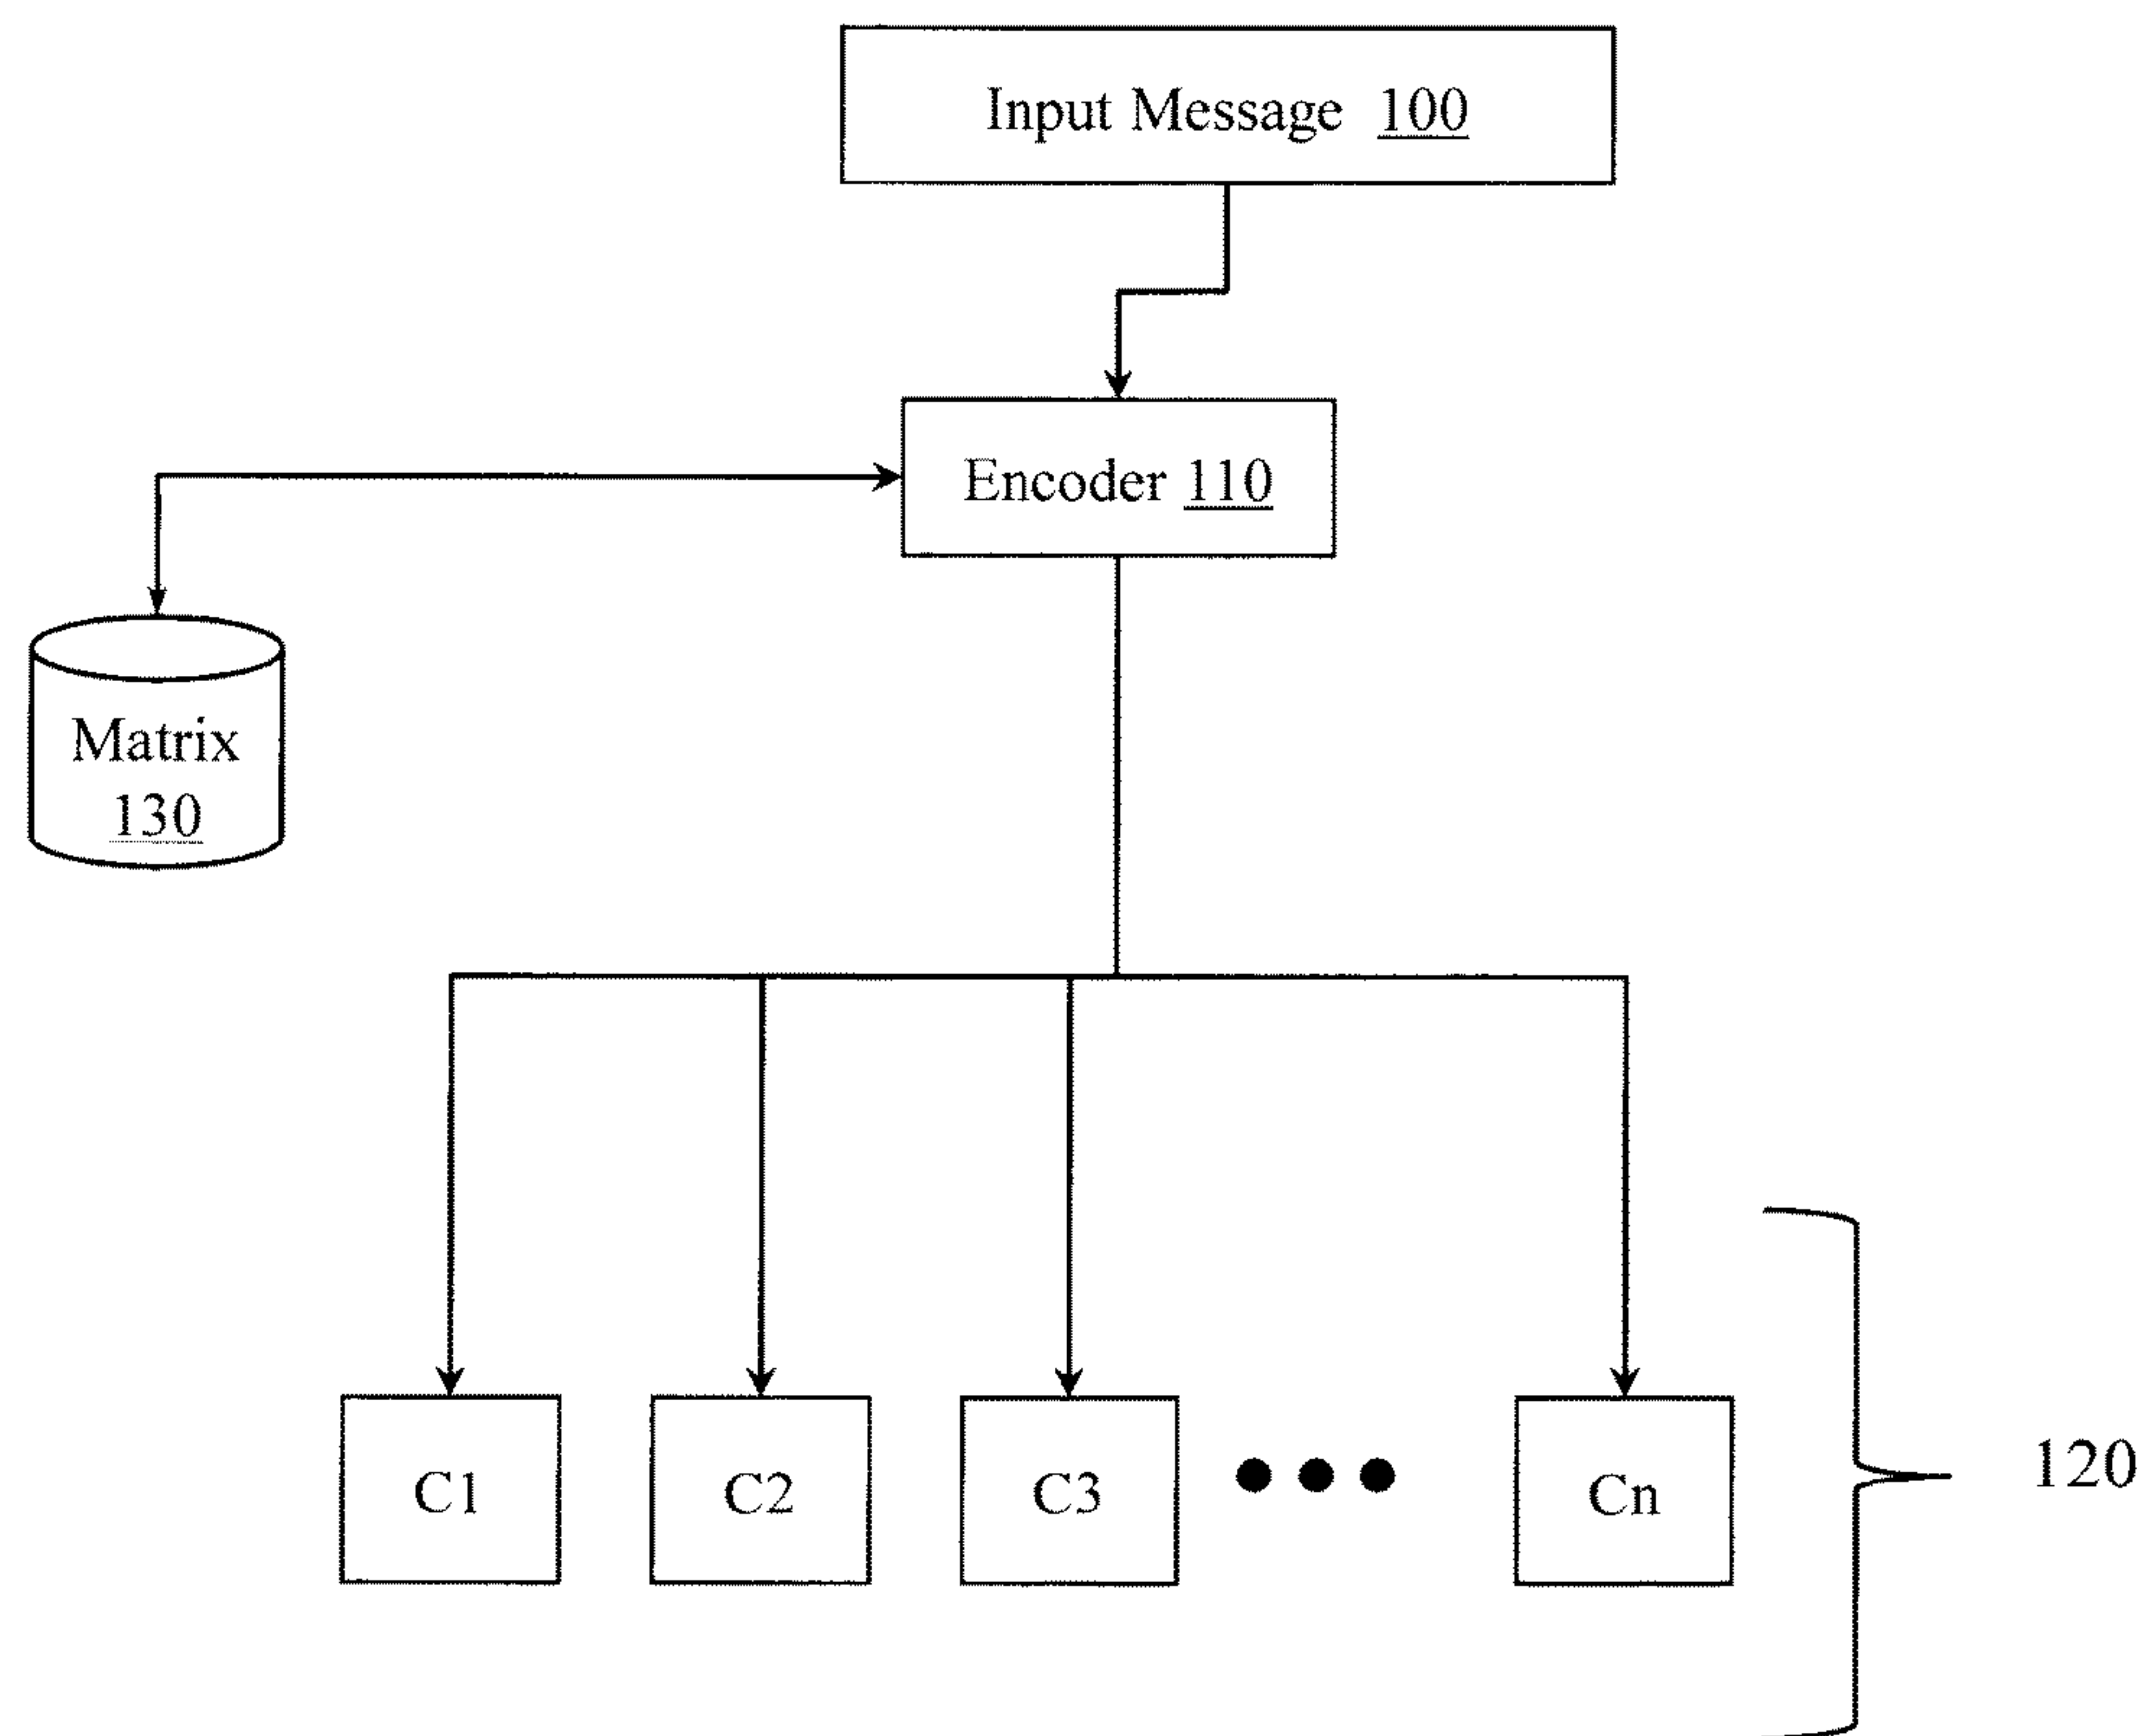 Input Message 100
Encoder 110
Matrix
130
C1
C2
C3
Cn
120